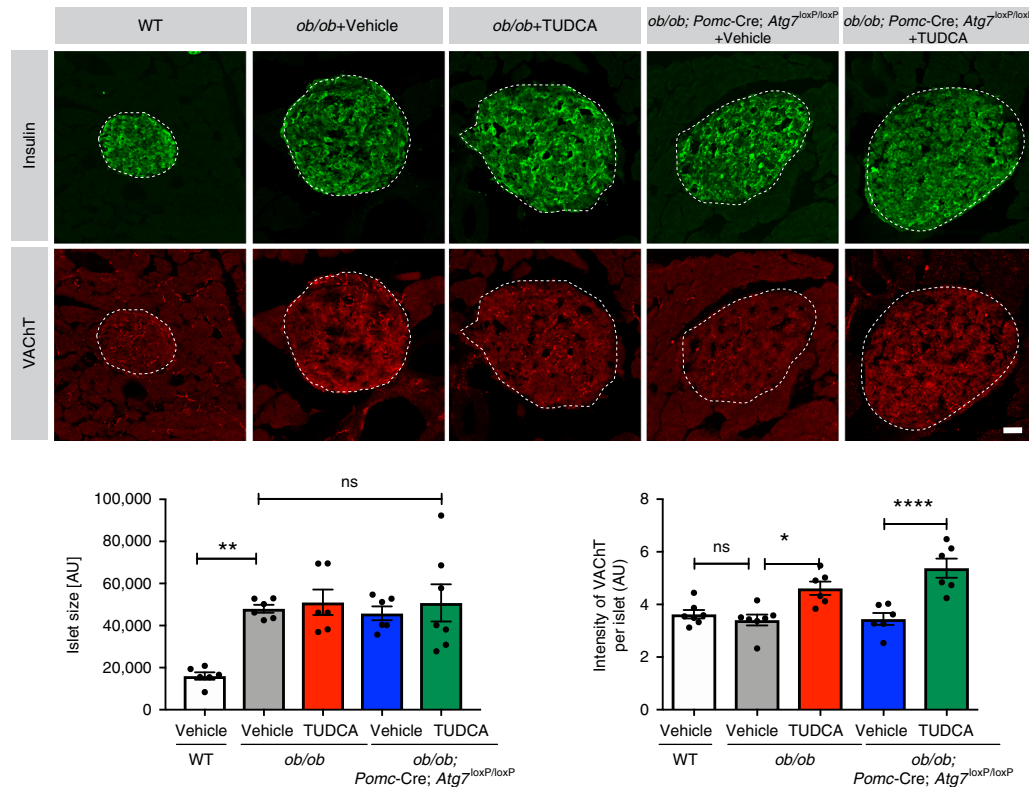 WT
ob/ob+Vehicle
ob/ob+TUDCA
ob/ob; Pomc-Cre; Atg7loxP/loxP
+Vehicle
ob/ob; Pomc-Cre; Atg7loxP/loxP
+TUDCA
Insulin
VAChT
Islet size [AU]
100,000
80,000
60,000
40,000
20,000
0
**
ns
Vehicle
Vehicle
TUDCA
Vehicle
TUDCA
WT
ob/ob
ob/ob;
Pomc-Cre; Atg7loxP/loxP
Intensity of VAChT
per islet (AU)
8
6
4
2
0
ns
*
****
Vehicle
Vehicle
TUDCA
Vehicle
TUDCA
WT
ob/ob
ob/ob;
Pomc-Cre; Atg7loxP/loxP